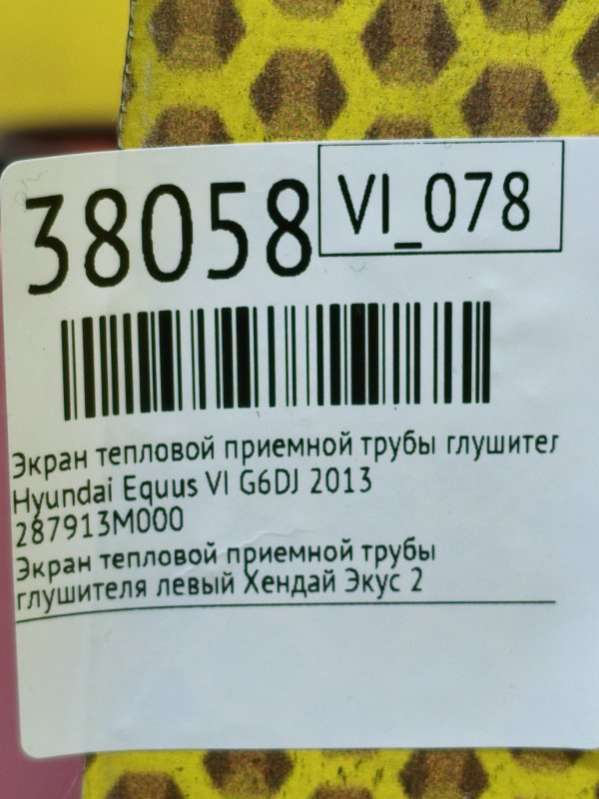 38058
VI_078
Экран тепловой приемной трубы глушител
Hyundai Equus VI G6DJ 2013
287913M000
Экран тепловой приемной трубы
глушителя левый Хендай Экус 2